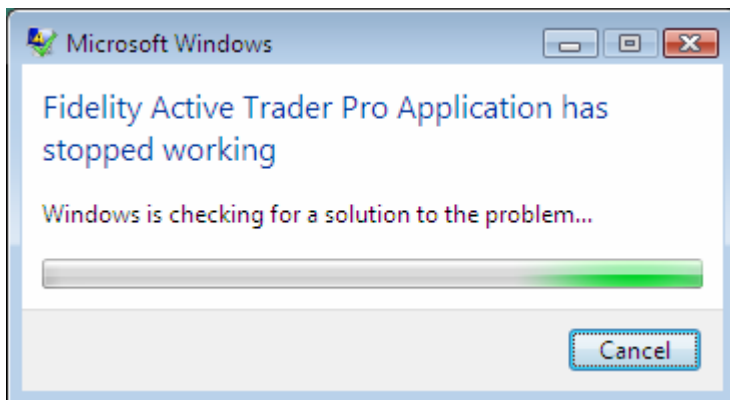 Microsoft Windows
Fidelity Active Trader Pro Application has
stopped working
Windows is checking for a solution to the problem...
Cancel